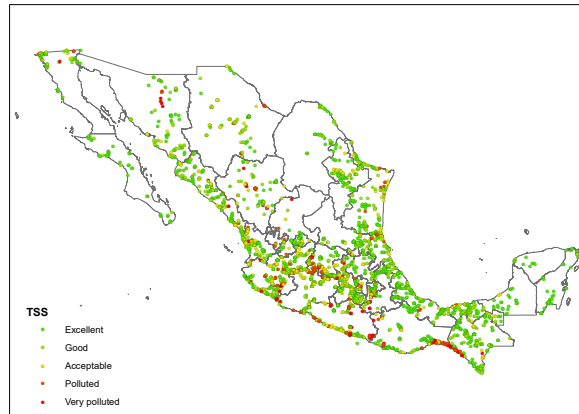 TSS
Excellent
Good
Acceptable
Polluted
Very polluted